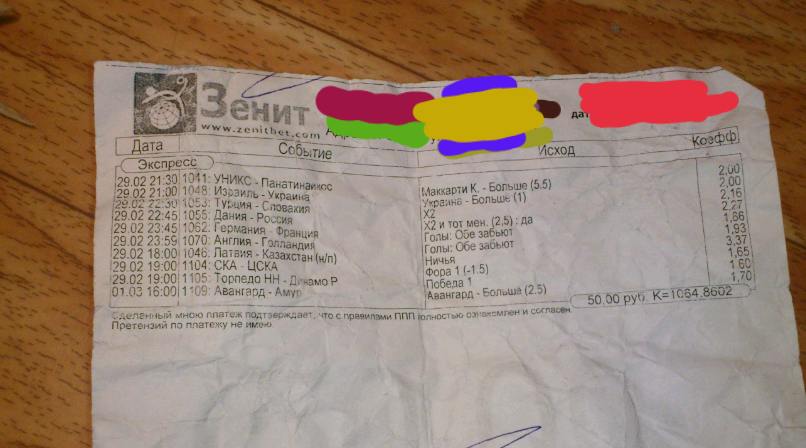 Зенит
www.zenitbet.com
дат
Дата Событие Исход Коэфф
Экспресс
29.02 21:30 1041: УНИКС - Панатинаикос Маккарти К. - Больше (5.5) 2,00
29.02 21:00 1048: Израиль - Украина Украина - Больше (1) 2,00
29.02 22:30 1053: Турция - Словакия X2 2,16
29.02 22:45 1055: Дания - Россия X2 и тот мен. (2,5) : да 2,27
29.02 23:45 1062: Германия - Франция Голы: Обе забьют 1,86
29.02 23:59 1070: Англия - Голландия Голы: Обе забьют 1,93
29.02 18:00 1046: Латвия - Казахстан (н/п) Ничья 3,37
29.02 19:00 1104: СКА - ЦСКА Фора 1 (-1.5) 1,65
29.02 19:00 1105: Торпедо НН - Динамо Р Победа 1 1,60
01.03 16:00 1109: Авангард - Амур Авангард - Больше (2.5) 1,70
50,00 руб. K=1064,8602
Сделенный мною платеж подтверждает, что с правилами ППП полностью ознакомлен и согласен.
Претензий по платежу не имею.